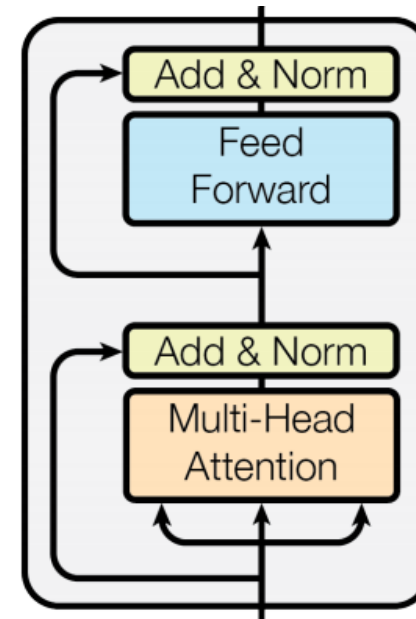 Add & Norm
Feed
Forward
Add & Norm
Multi-Head
Attention